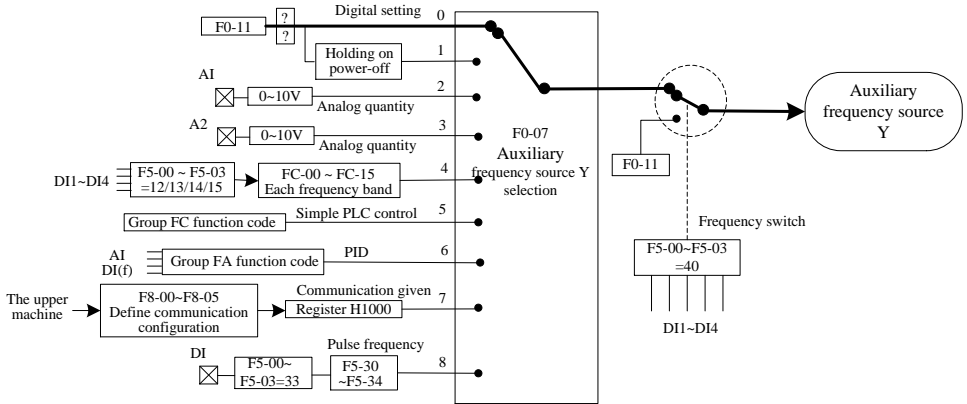 Digital setting
0
F0-11
?
?
Holding on
power-off
1
AI
0~10V
Analog quantity
2
A2
0~10V
Analog quantity
3
DI1~DI4
F5-00 ~ F5-03
=12/13/14/15
FC-00 ~ FC-15
Each frequency band
4
Group FC function code
Simple PLC control
5
AI
DI(f)
Group FA function code
PID
6
The upper
machine
F8-00~F8-05
Define communication
configuration
Communication given
Register H1000
7
DI
F5-00~
F5-03=33
Pulse frequency
F5-30
~F5-34
8
F0-07
Auxiliary
frequency source Y
selection
F0-11
Frequency switch
F5-00~F5-03
=40
DI1~DI4
Auxiliary
frequency source
Y